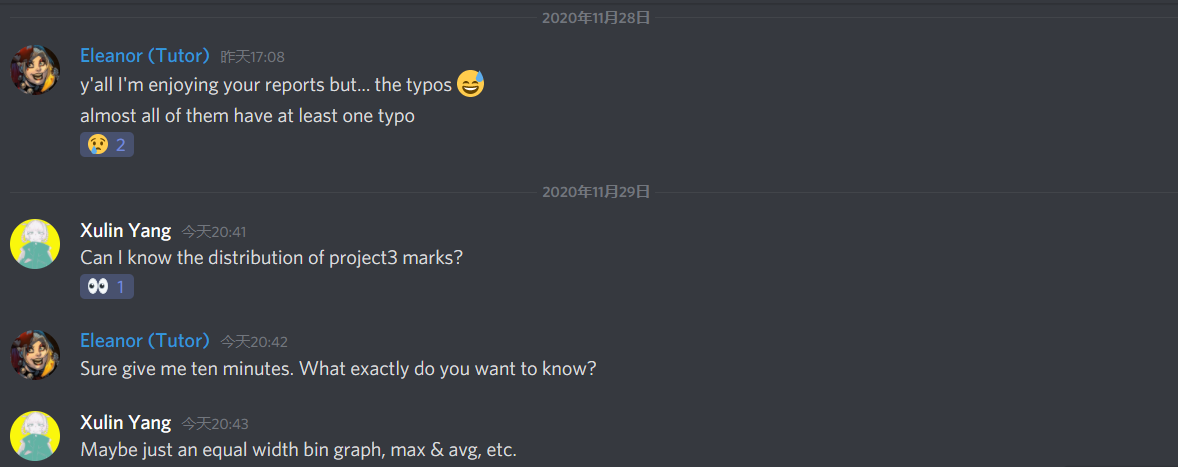 2020年11月28日
Eleanor (Tutor) 昨天17:08
y'all I'm enjoying your reports but... the typos 😅
almost all of them have at least one typo
😢 2
2020年11月29日
Xulin Yang 今天20:41
Can I know the distribution of project3 marks?
👀 1
Eleanor (Tutor) 今天20:42
Sure give me ten minutes. What exactly do you want to know?
Xulin Yang 今天20:43
Maybe just an equal width bin graph, max & avg, etc.